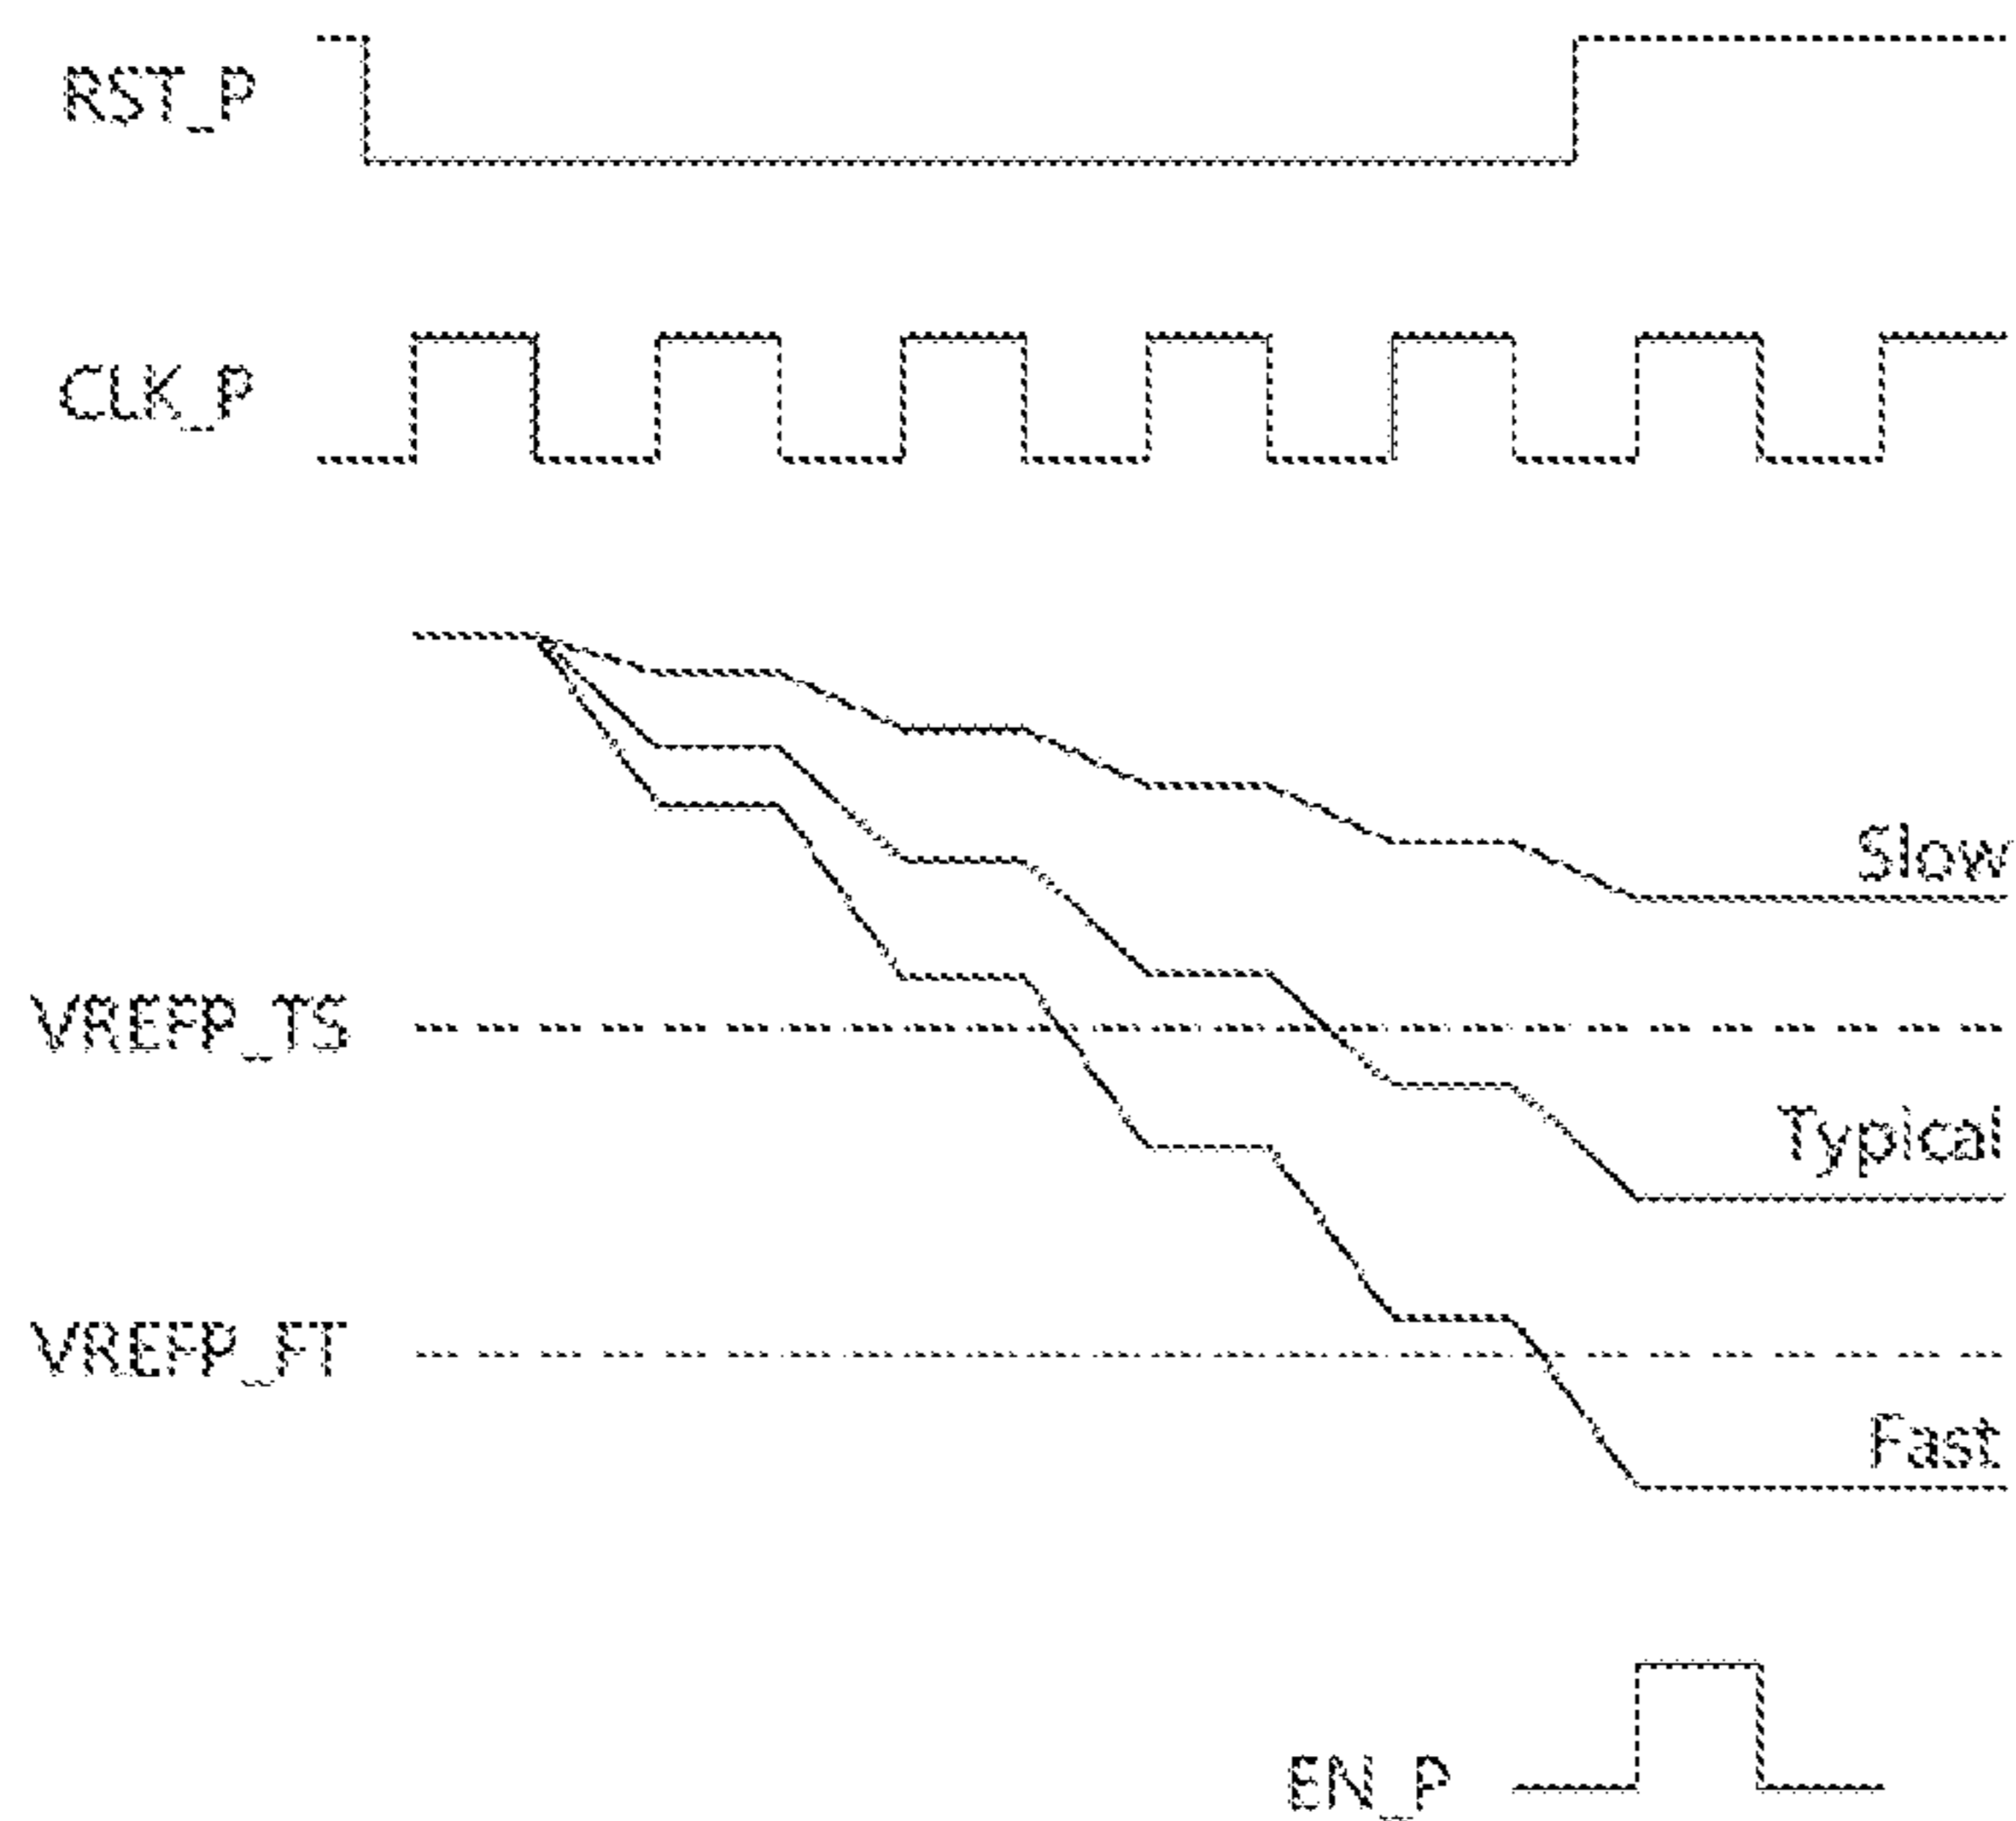 RST_P
CLK_P
Slow
VREFP_TS
Typical
VREFP_FT
Fast
EN_P